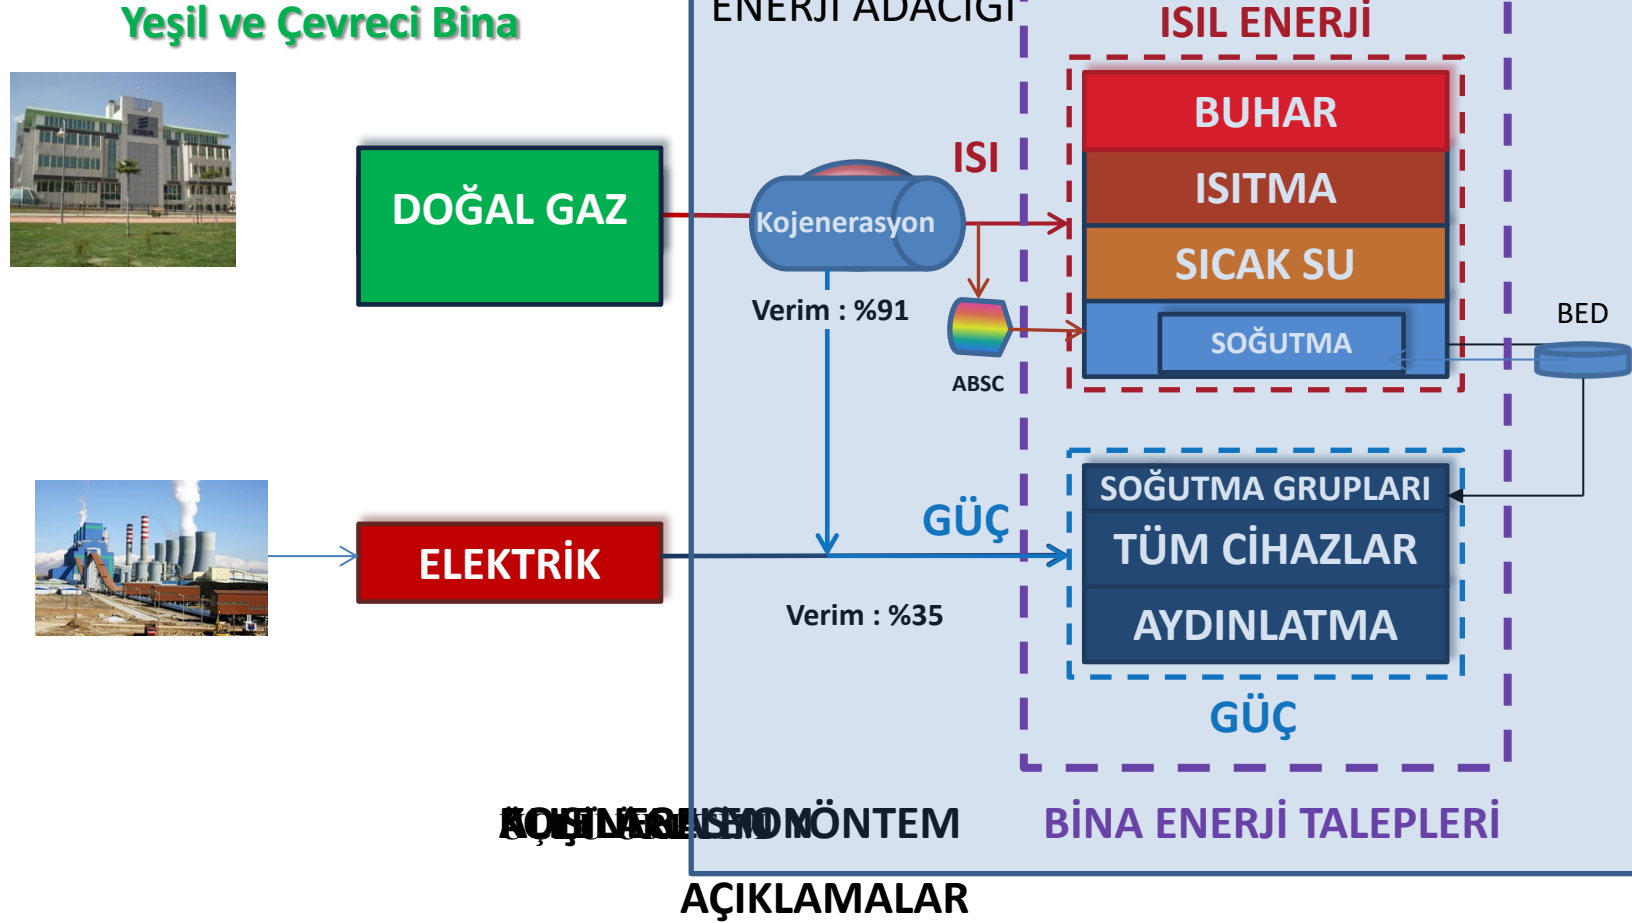 Yeşil ve Çevreci Bina
ENERJİ ADACIĞI
ISIL ENERJİ
BUHAR
ISI
ISITMA
DOĞAL GAZ
Kojenerasyon
SICAK SU
Verim : %91
BED
SOĞUTMA
ABSC
SOĞUTMA GRUPLARI
GÜÇ
TÜM CİHAZLAR
ELEKTRİK
Verim : %35
AYDINLATMA
GÜÇ
YÖNTEM
BİNA ENERJİ TALEPLERİ
AÇIKLAMALAR